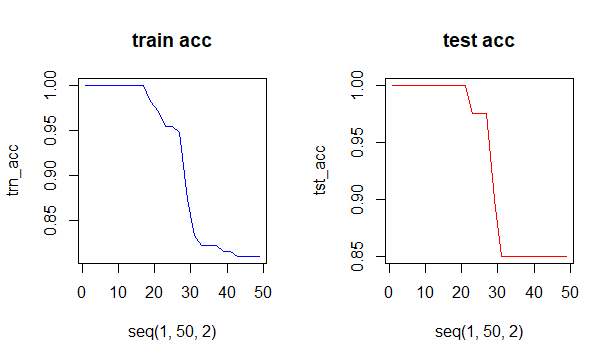 train acc
trn_acc
1.00
0.95
0.90
0.85
0 10 20 30 40 50
seq(1, 50, 2)
test acc
tst_acc
1.00
0.95
0.90
0.85
0 10 20 30 40 50
seq(1, 50, 2)